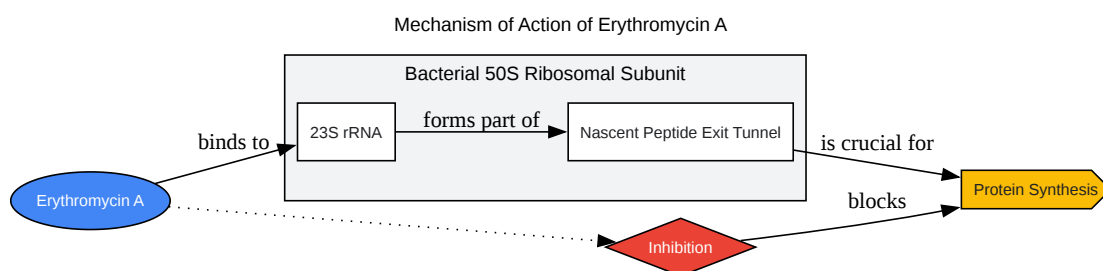 Mechanism of Action of Erythromycin A
Bacterial 50S Ribosomal Subunit
23S rRNA
forms part of
Nascent Peptide Exit Tunnel
binds to
is crucial for
Erythromycin A
Protein Synthesis
blocks
Inhibition